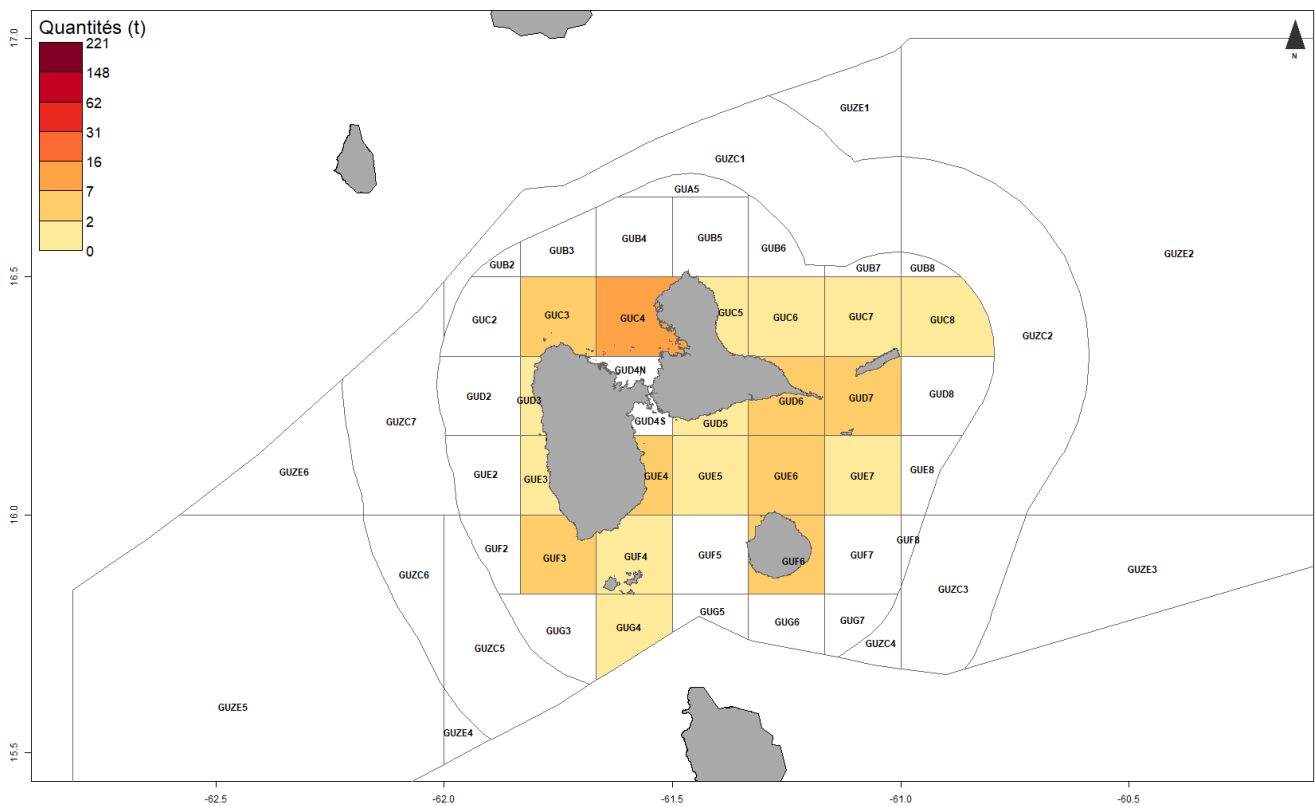 Quantités (t)
221
148
62
31
16
7
2
0
N
17.0
16.5
16.0
15.5
-62.5
-62.0
-61.5
-61.0
-60.5
GUZE1
GUZC1
GUA5
GUB2
GUB3
GUB4
GUB5
GUB6
GUB7
GUB8
GUZE2
GUC2
GUC3
GUC4
GUC5
GUC6
GUC7
GUC8
GUZC2
GUD4N
GUZC7
GUD2
GUD3
GUD4S
GUD5
GUD6
GUD7
GUD8
GUZE6
GUE2
GUE3
GUE4
GUE5
GUE6
GUE7
GUE8
GUZC6
GUF2
GUF3
GUF4
GUF5
GUF6
GUF7
GUF8
GUZE3
GUZC3
GUZC5
GUG3
GUG4
GUG5
GUG6
GUG7
GUZC4
GUZE5
GUZE4